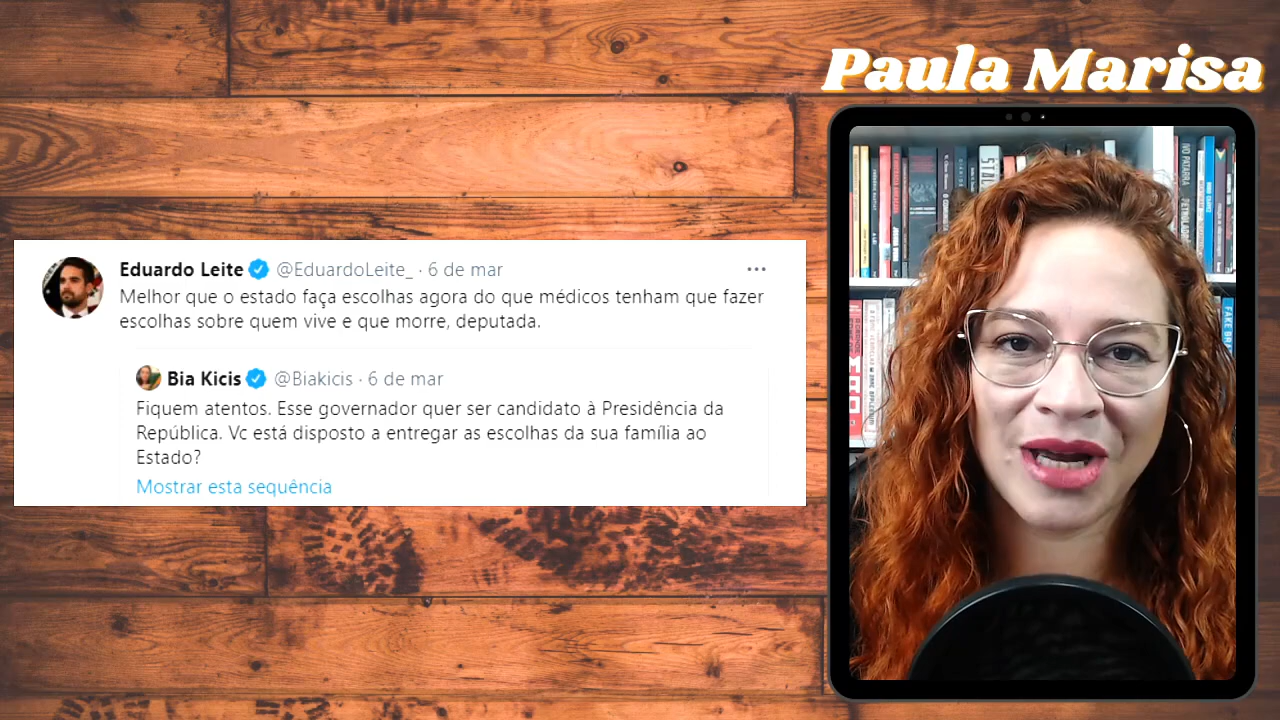 Paula Marisa
Eduardo Leite @EduardoLeite_ · 6 de mar
Melhor que o estado faça escolhas agora do que médicos tenham que fazer
escolhas sobre quem vive e que morre, deputada.
Bia Kicis @Biakicis · 6 de mar
Fiquem atentos. Esse governador quer ser candidato à Presidência da
República. Vc está disposto a entregar as escolhas da sua família ao
Estado?
Mostrar esta sequência
IVO PATARRA